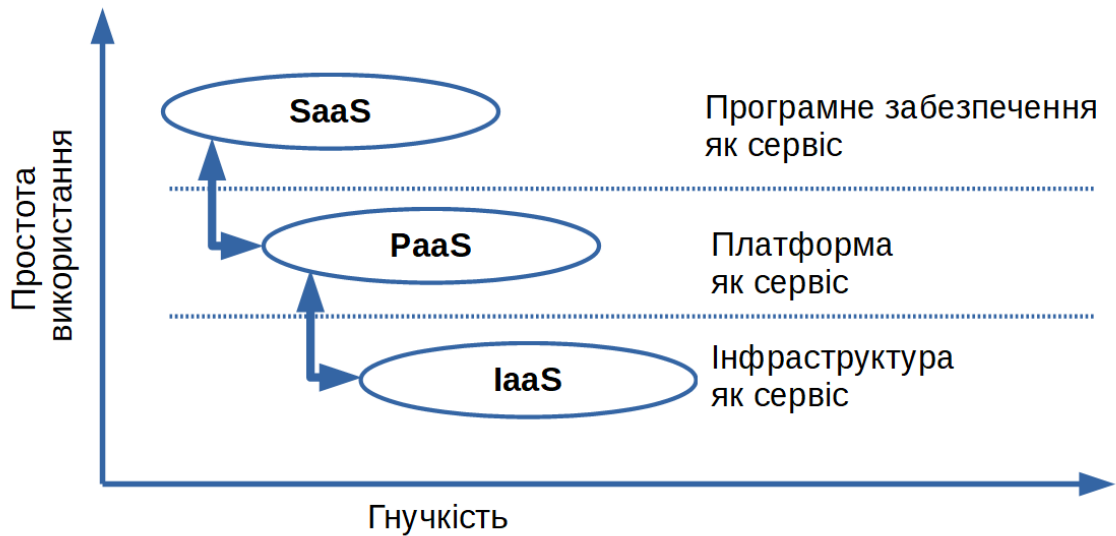 Простота
використання
SaaS
Програмне забезпечення
як сервіс
PaaS
Платформа
як сервіс
IaaS
Інфраструктура
як сервіс
Гнучкість